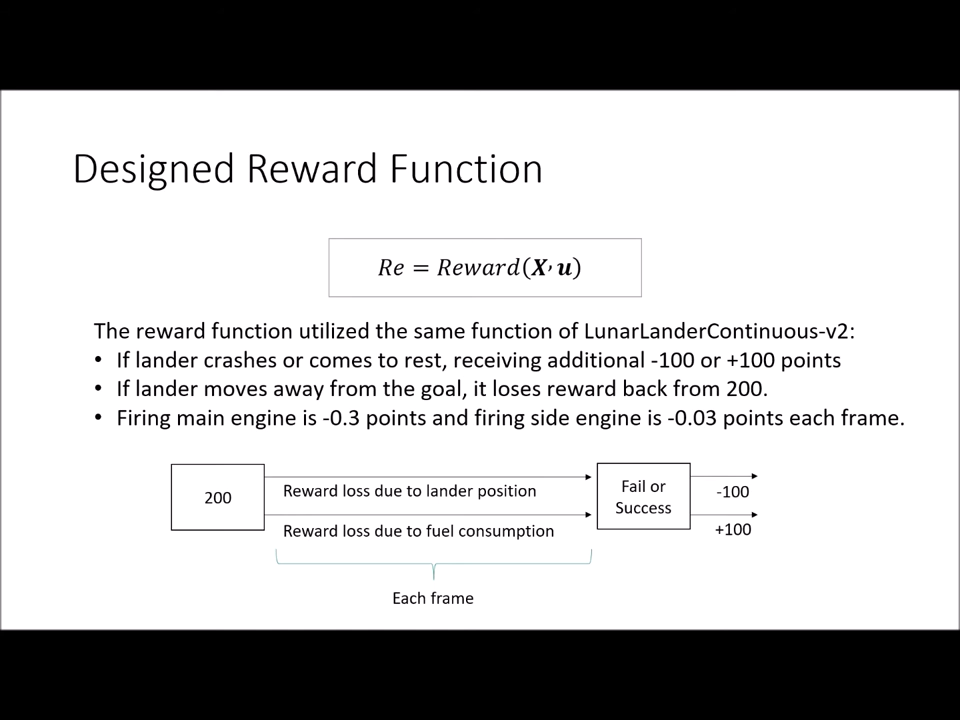 Designed Reward Function
Re = Reward(X, u)
The reward function utilized the same function of LunarLanderContinuous-v2:
• If lander crashes or comes to rest, receiving additional -100 or +100 points
• If lander moves away from the goal, it loses reward back from 200.
• Firing main engine is -0.3 points and firing side engine is -0.03 points each frame.
200
Reward loss due to lander position
Reward loss due to fuel consumption
Fail or
Success
-100
+100
Each frame